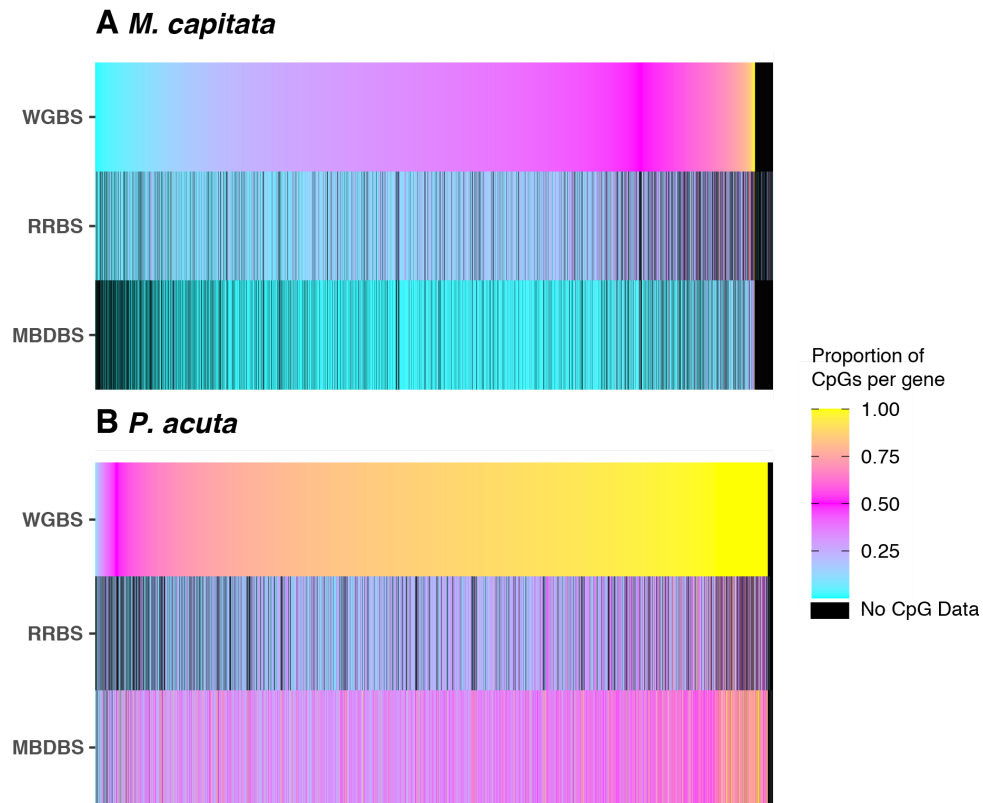 A M. capitata
WGBS
RRBS
MBDBS
B P. acuta
WGBS
RRBS
MBDBS
Proportion of
CpGs per gene
1.00
0.75
0.50
0.25
No CpG Data